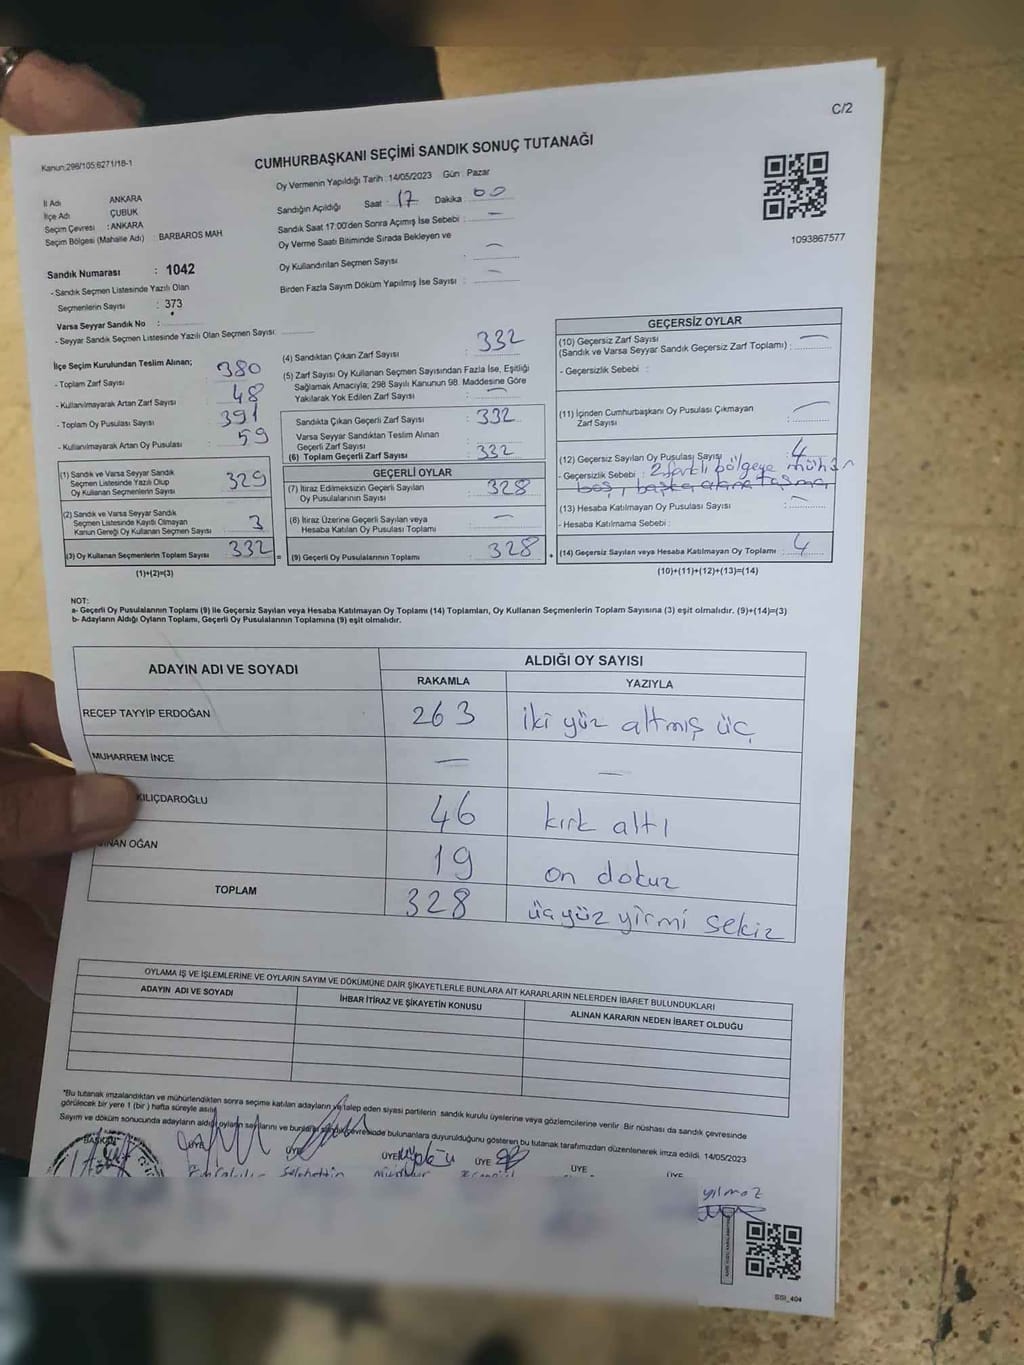 C/2
Kanun:298/105;6271/18-1
CUMHURBAŞKANI SEÇİMİ SANDIK SONUÇ TUTANAĞI
Oy Vermenin Yapıldığı Tarih : 14/05/2023 Gün : Pazar
İl Adı ANKARA
İlçe Adı ÇUBUK
Seçim Çevresi : ANKARA
Seçim Bölgesi (Mahalle Adı) : BARBAROS MAH
Sandığın Açıldığı Saat : 17 Dakika : 00
Sandık Saat 17:00'den Sonra Açımış İse Sebebi : —
Oy Verme Saati Bitiminde Sırada Bekleyen ve
Oy Kullandırılan Seçmen Sayısı : —
Birden Fazla Sayım Döküm Yapılmış İse Sayısı : —
1093867577
Sandık Numarası : 1042
- Sandık Seçmen Listesinde Yazılı Olan
Seçmenlerin Sayısı : 373
Varsa Seyyar Sandık No :
- Seyyar Sandık Seçmen Listesinde Yazılı Olan Seçmen Sayısı:
İlçe Seçim Kurulundan Teslim Alınan;
- Toplam Zarf Sayısı : 380
- Kullanılmayarak Artan Zarf Sayısı : 48
- Toplam Oy Pusulası Sayısı : 391
- Kullanılmayarak Artan Oy Pusulası : 59
(1) Sandık ve Varsa Seyyar Sandık
Seçmen Listesinde Yazılı Olup
Oy Kullanan Seçmenlerin Sayısı : 329
(2) Sandık ve Varsa Seyyar Sandık
Seçmen Listesinde Kayıtlı Olmayan
Kanun Gereği Oy Kullanan Seçmen Sayısı : 3
(3) Oy Kullanan Seçmenlerin Toplam Sayısı : 332
(1)+(2)=(3)
(4) Sandıktan Çıkan Zarf Sayısı : 332
(5) Zarf Sayısı Oy Kullanan Seçmen Sayısından Fazla İse, Eşitliği
Sağlamak Amacıyla; 298 Sayılı Kanunun 98. Maddesine Göre
Yakılarak Yok Edilen Zarf Sayısı : —
Sandıkta Çıkan Geçerli Zarf Sayısı : 332
Varsa Seyyar Sandıktan Teslim Alınan
Geçerli Zarf Sayısı :
(6) Toplam Geçerli Zarf Sayısı : 332
GEÇERLİ OYLAR
(7) İtiraz Edilmeksizin Geçerli Sayılan
Oy Pusulalarının Sayısı : 328
(8) İtiraz Üzerine Geçerli Sayılan veya
Hesaba Katılan Oy Pusulası Toplamı : —
(9) Geçerli Oy Pusulalarının Toplamı : 328
GEÇERSİZ OYLAR
(10) Geçersiz Zarf Sayısı
(Sandık ve Varsa Seyyar Sandık Geçersiz Zarf Toplamı) : —
- Geçersizlik Sebebi :
(11) İçinden Cumhurbaşkanı Oy Pusulası Çıkmayan
Zarf Sayısı : —
(12) Geçersiz Sayılan Oy Pusulası Sayısı : 4
- Geçersizlik Sebebi : 2 farklı bölgeye mühür
boş, başka alana taşma
(13) Hesaba Katılmayan Oy Pusulası Sayısı : —
- Hesaba Katılmama Sebebi :
(14) Geçersiz Sayılan veya Hesaba Katılmayan Oy Toplamı : 4
(10)+(11)+(12)+(13)=(14)
NOT:
a- Geçerli Oy Pusulalarının Toplamı (9) ile Geçersiz Sayılan veya Hesaba Katılmayan Oy Toplamı (14) Toplamları, Oy Kullanan Seçmenlerin Toplam Sayısına (3) eşit olmalıdır. (9)+(14)=(3)
b- Adayların Aldığı Oyların Toplamı, Geçerli Oy Pusulalarının Toplamına (9) eşit olmalıdır.
ADAYIN ADI VE SOYADI ALDIĞI OY SAYISI
RAKAMLA YAZIYLA
RECEP TAYYİP ERDOĞAN 263 iki yüz altmış üç
MUHARREM İNCE — —
KILIÇDAROĞLU 46 kırk altı
OĞAN 19 on dokuz
TOPLAM 328 üçyüz yirmi sekiz
OYLAMA İŞ VE İŞLEMLERİNE VE OYLARIN SAYIM VE DÖKÜMÜNE DAİR ŞİKAYETLERLE BUNLARA AİT KARARLARIN NELERDEN İBARET BULUNDUKLARI
ADAYIN ADI VE SOYADI İHBAR İTİRAZ VE ŞİKAYETİN KONUSU ALINAN KARARIN NEDEN İBARET OLDUĞU
*Bu tutanak imzalandıktan ve mühürlendikten sonra seçime katılan adayların ve talep eden siyasi partilerin sandık kurulu üyelerine veya gözlemcilerine verilir. Bir nüshası da sandık çevresinde
görülecek bir yere 1 (bir) hafta süreyle asılır.
Sayım ve döküm sonucunda adayların aldığı oyların sayılarını ve bunların sandık çevresinde bulunanlara duyurulduğunu gösteren bu tutanak tarafımızdan düzenlenerek imza edildi. 14/05/2023
BAŞKAN ÜYE ÜYE ÜYE ÜYE ÜYE ÜYE
Selahettin
yılmaz
SSI_404